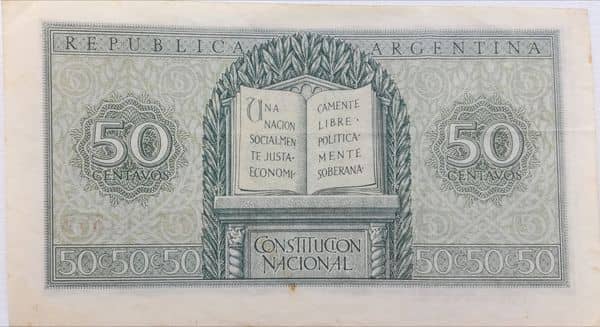 REPUBLICA ARGENTINA
UNA
NACION
SOCIALMEN
TE JUSTA·
ECONOMI·
CAMENTE
LIBRE·
POLITICA·
MENTE
SOBERANA·
50
CENTAVOS
50
CENTAVOS
CONSTITUCION
NACIONAL
50C50C50
50C50C50